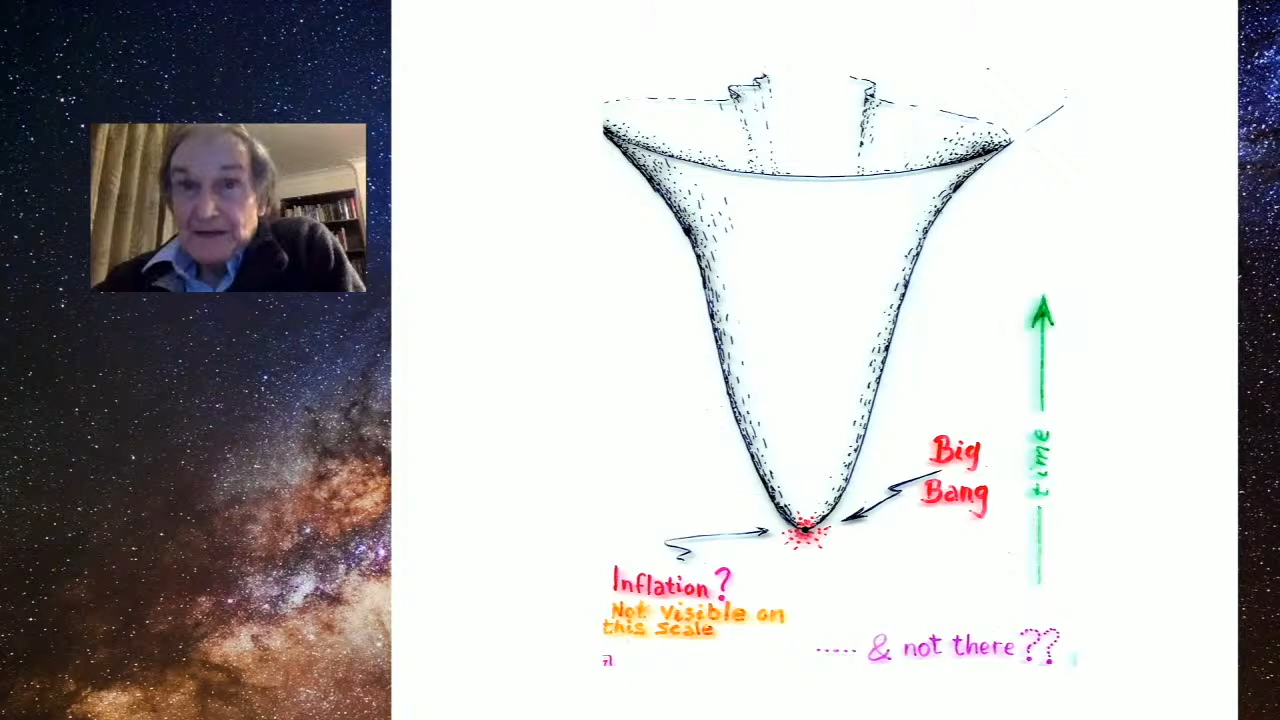 Big
Bang
time
Inflation?
Not visible on
this scale
..... & not there??